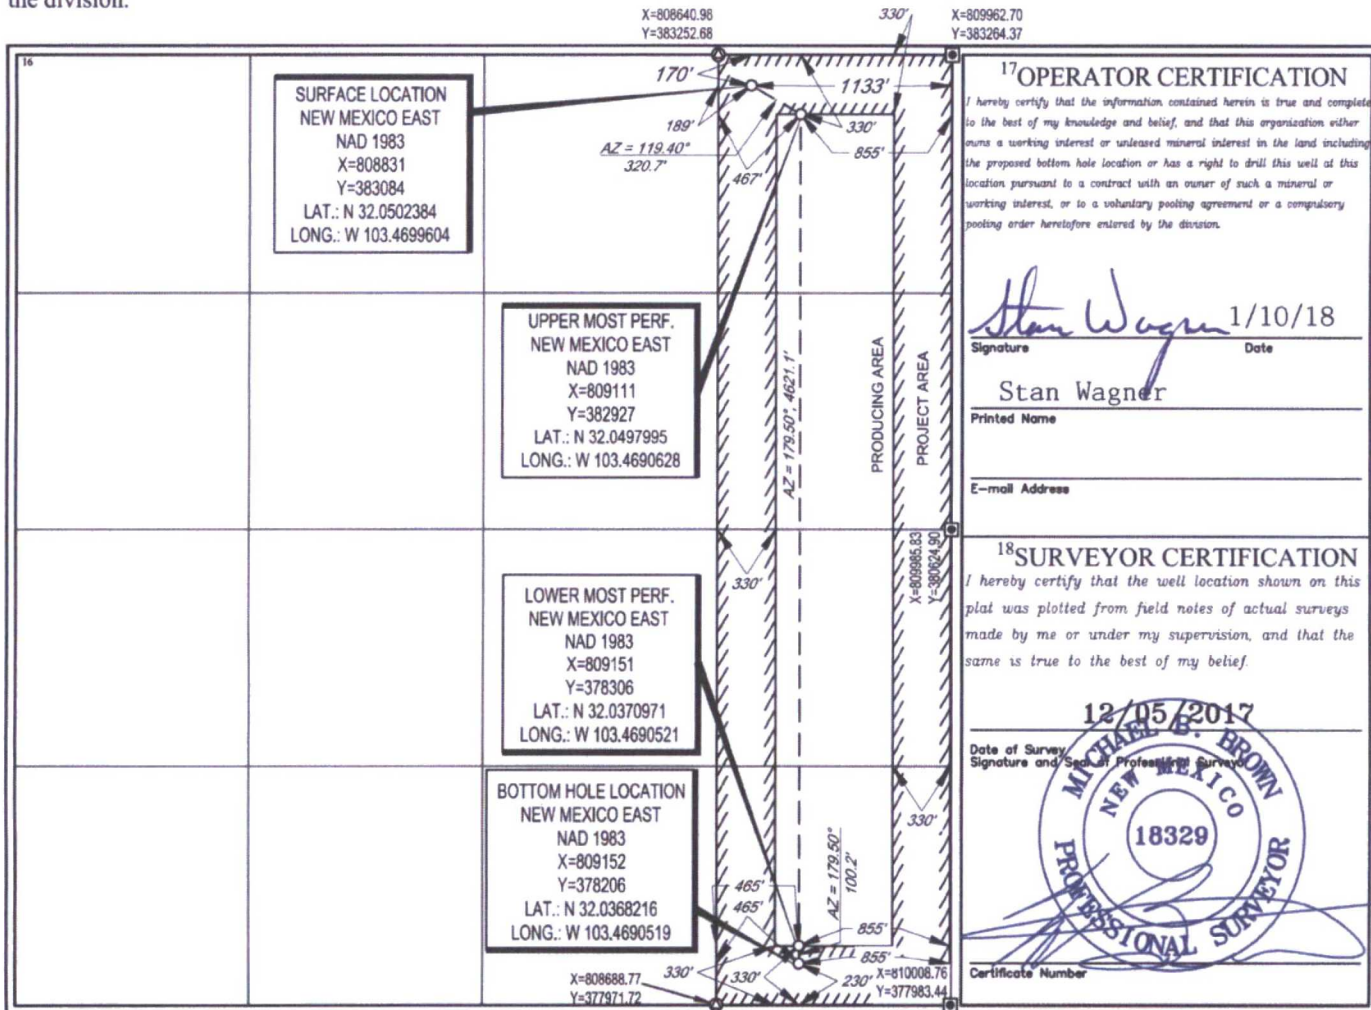 the division.
X=808640.98
Y=383252.68
330'
X=809962.70
Y=383264.37
16
SURFACE LOCATION
NEW MEXICO EAST
NAD 1983
X=808831
Y=383084
LAT.: N 32.0502384
LONG.: W 103.4699604
170'
1133'
189'
330'
AZ = 119.40°
320.7'
855'
467'
UPPER MOST PERF.
NEW MEXICO EAST
NAD 1983
X=809111
Y=382927
LAT.: N 32.0497995
LONG.: W 103.4690628
AZ = 179.50°, 4621.1'
PRODUCING AREA
PROJECT AREA
330'
X=809985.83
Y=380624.90
LOWER MOST PERF.
NEW MEXICO EAST
NAD 1983
X=809151
Y=378306
LAT.: N 32.0370971
LONG.: W 103.4690521
330'
BOTTOM HOLE LOCATION
NEW MEXICO EAST
NAD 1983
X=809152
Y=378206
LAT.: N 32.0368216
LONG.: W 103.4690519
AZ = 179.50°
100.2'
465'
465'
855'
855'
330'
330'
230'
X=808688.77
Y=377971.72
X=810008.76
Y=377983.44
17 OPERATOR CERTIFICATION
I hereby certify that the information contained herein is true and complete
to the best of my knowledge and belief, and that this organization either
owns a working interest or unleased mineral interest in the land including
the proposed bottom hole location or has a right to drill this well at this
location pursuant to a contract with an owner of such a mineral or
working interest, or to a voluntary pooling agreement or a compulsory
pooling order heretofore entered by the division.
Stan Wagner 1/10/18
Signature Date
Stan Wagner
Printed Name
E-mail Address
18 SURVEYOR CERTIFICATION
I hereby certify that the well location shown on this
plat was plotted from field notes of actual surveys
made by me or under my supervision, and that the
same is true to the best of my belief.
12/05/2017
Date of Survey
Signature and Seal of Professional Surveyor
MICHAEL B. BROWN
NEW MEXICO
18329
PROFESSIONAL SURVEYOR
Certificate Number